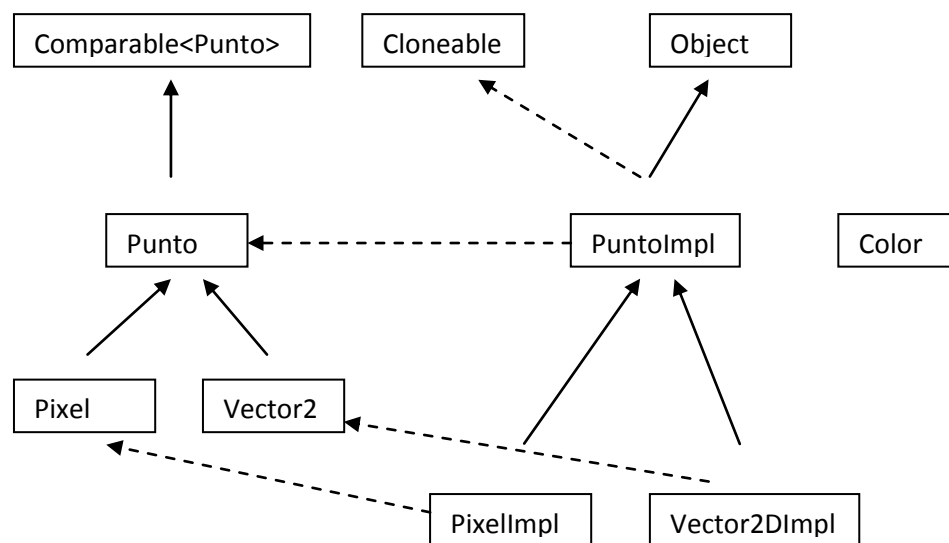 Comparable<Punto>
Cloneable
Object
Punto
PuntoImpl
Color
Pixel
Vector2
PixelImpl
Vector2DImpl